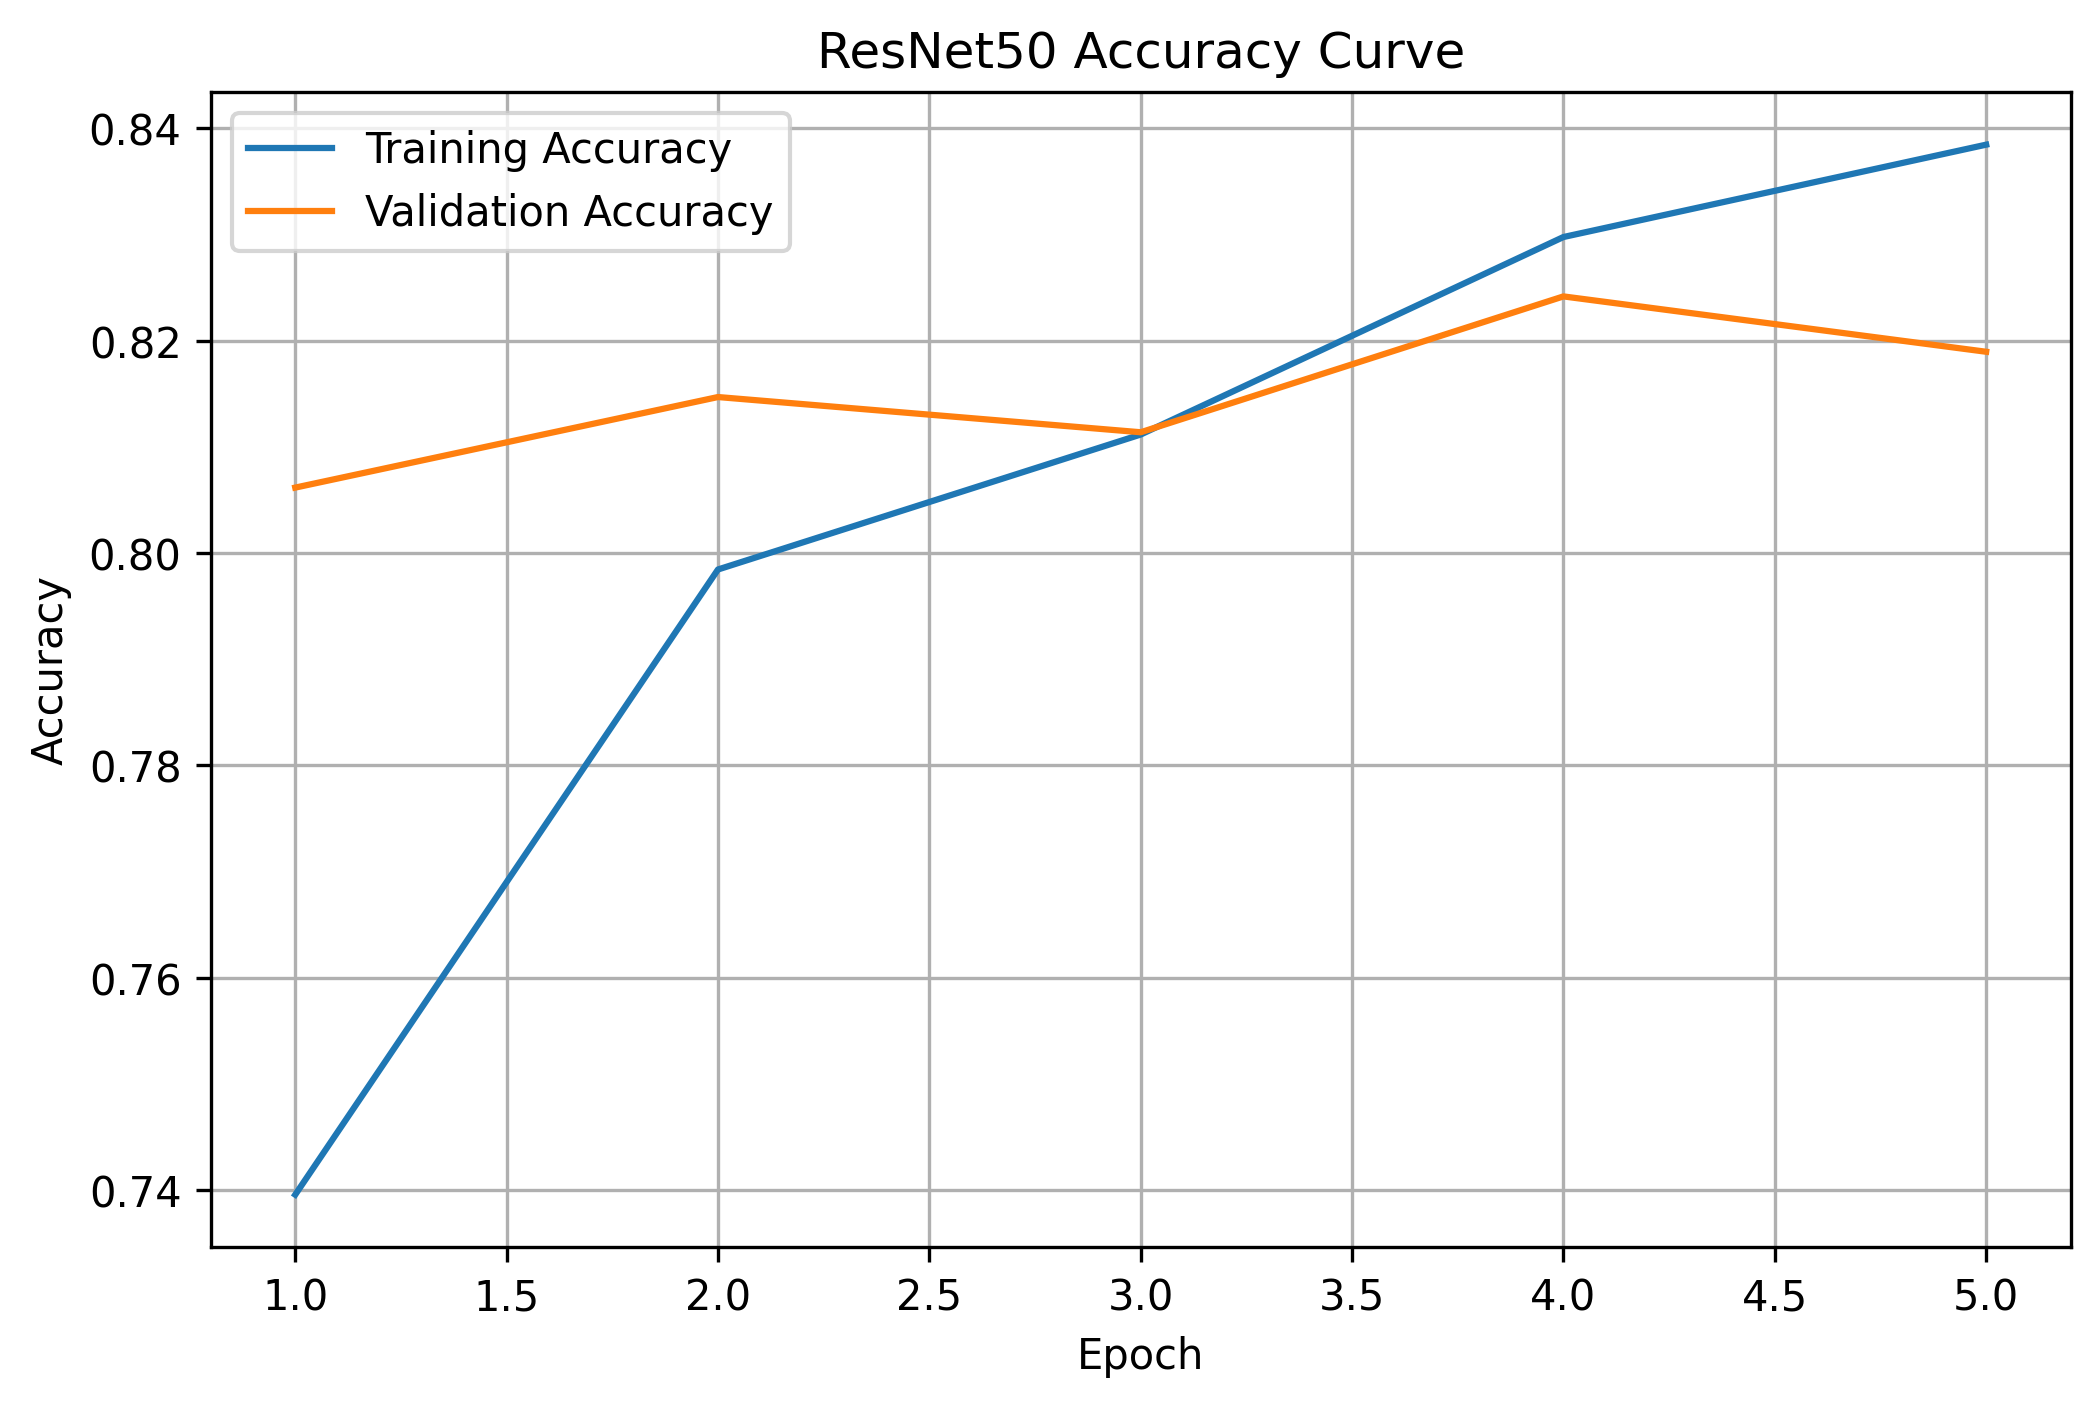 ResNet50 Accuracy Curve
Training Accuracy
Validation Accuracy
0.84
0.82
0.80
0.78
0.76
0.74
Accuracy
1.0 1.5 2.0 2.5 3.0 3.5 4.0 4.5 5.0
Epoch